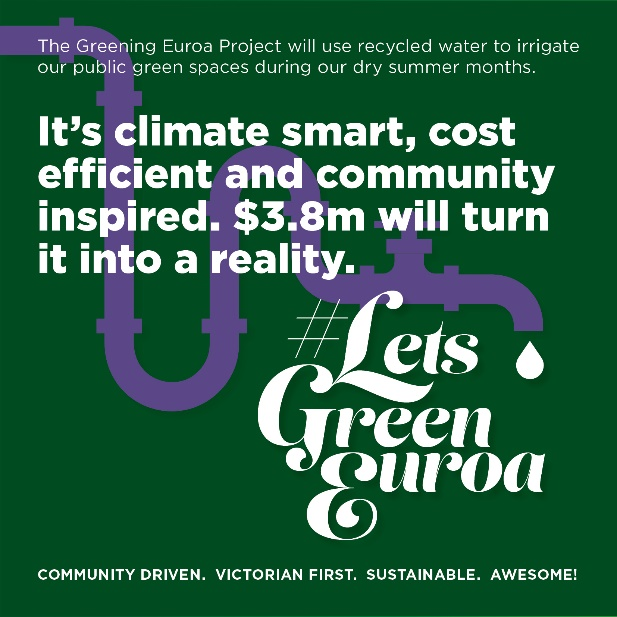 The Greening Euroa Project will use recycled water to irrigate
our public green spaces during our dry summer months.
It's climate smart, cost
efficient and community
inspired. $3.8m will turn
it into a reality.
#Lets
Green
Euroa
COMMUNITY DRIVEN. VICTORIAN FIRST. SUSTAINABLE. AWESOME!